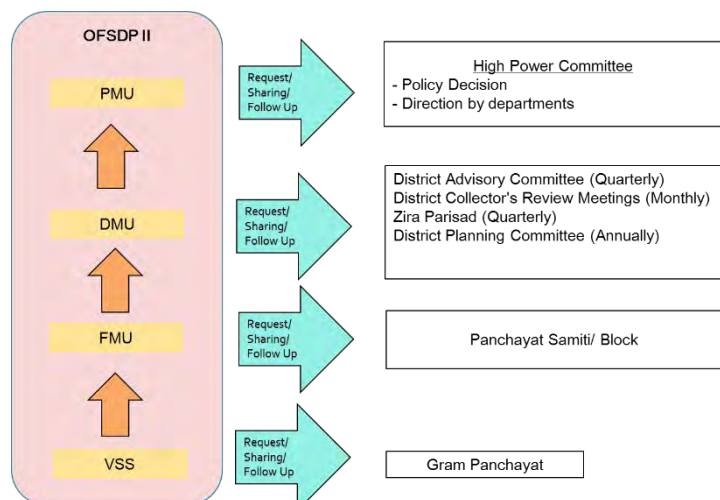 OFSDP II
PMU
Request/
Sharing/
Follow Up
High Power Committee
- Policy Decision
- Direction by departments
DMU
Request/
Sharing/
Follow Up
District Advisory Committee (Quarterly)
District Collector's Review Meetings (Monthly)
Zira Parisad (Quarterly)
District Planning Committee (Annually)
FMU
Request/
Sharing/
Follow Up
Panchayat Samiti/ Block
VSS
Request/
Sharing/
Follow Up
Gram Panchayat